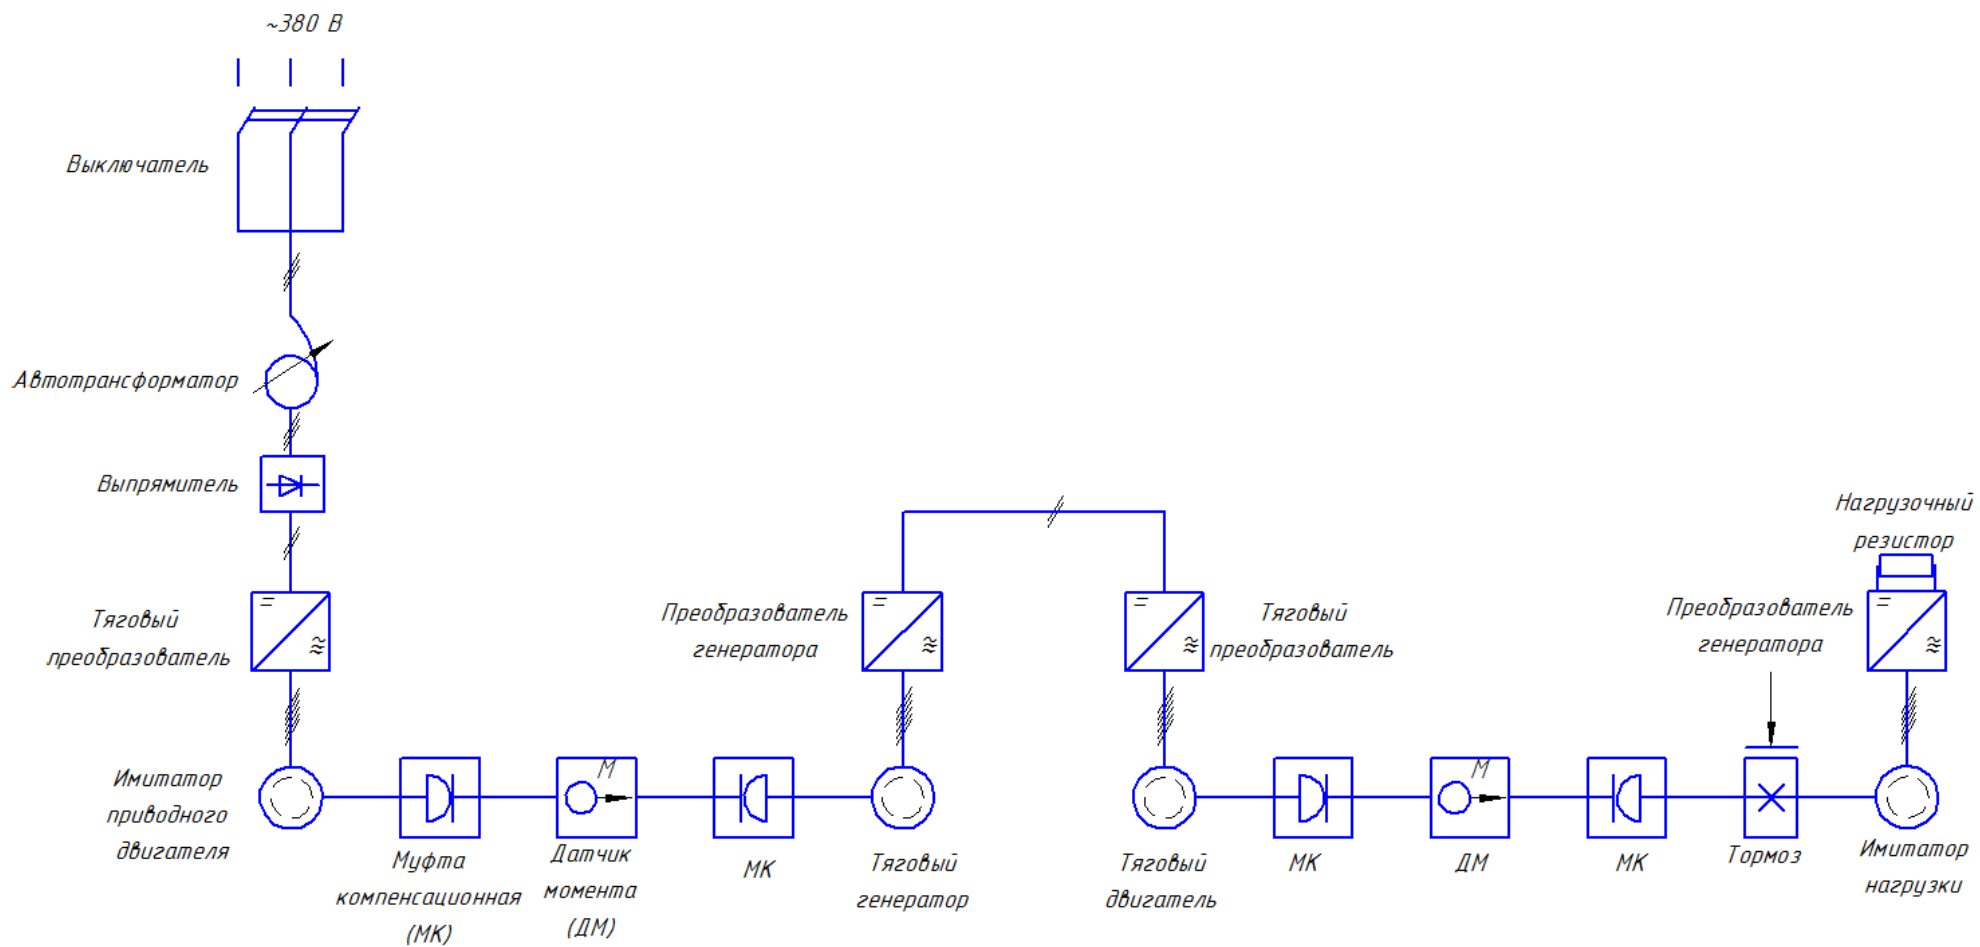 ~380 В
Выключатель
Автотрансформатор
Выпрямитель
Тяговый
преобразователь
Имитатор
приводного
двигателя
Муфта
компенсационная
(МК)
М
Датчик
момента
(ДМ)
МК
Преобразователь
генератора
Тяговый
генератор
Тяговый
преобразователь
Тяговый
двигатель
МК
М
ДМ
МК
Преобразователь
генератора
Тормоз
Нагрузочный
резистор
Имитатор
нагрузки